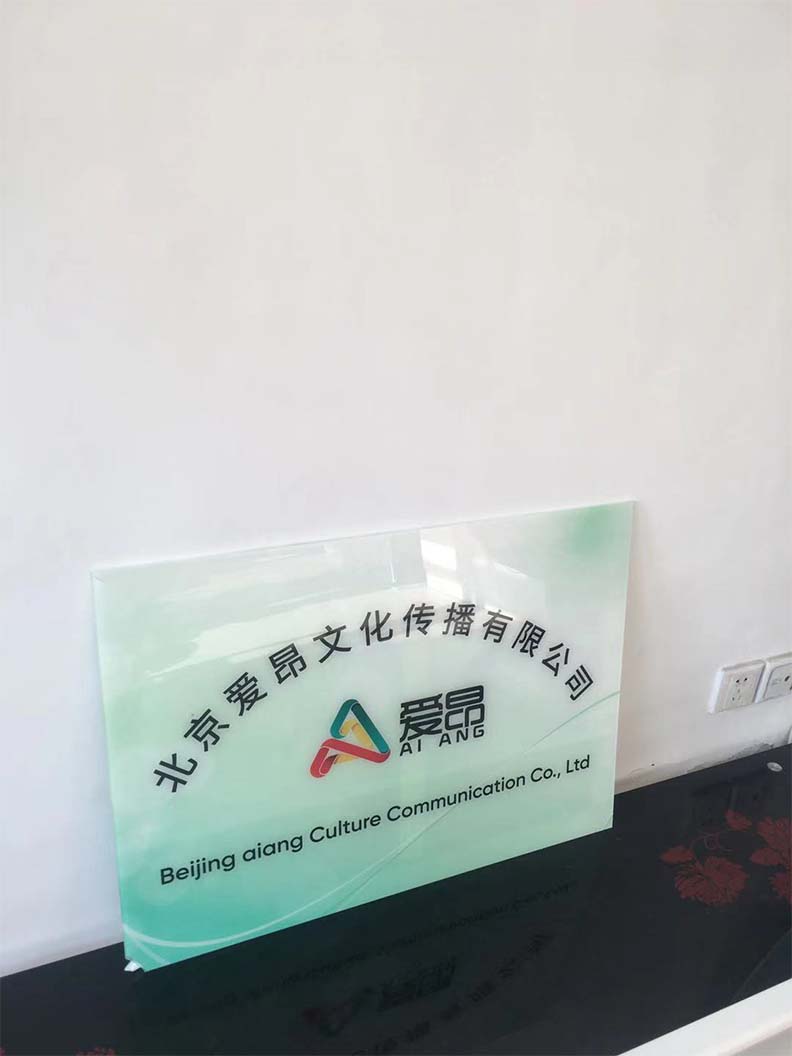 北京爱昂文化传播有限公司
爱昂
AI ANG
Beijing aiang Culture Communication Co., Ltd